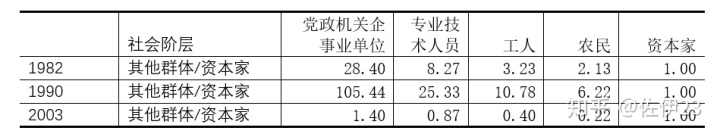 社会阶层 党政机关企事业单位 专业技术人员 工人 农民 资本家
1982 其他群体/资本家 28.40 8.27 3.23 2.13 1.00
1990 其他群体/资本家 105.44 25.33 10.78 6.22 1.00
2003 其他群体/资本家 1.40 0.87 0.40 0.22 1.00
知乎 @佐伊23